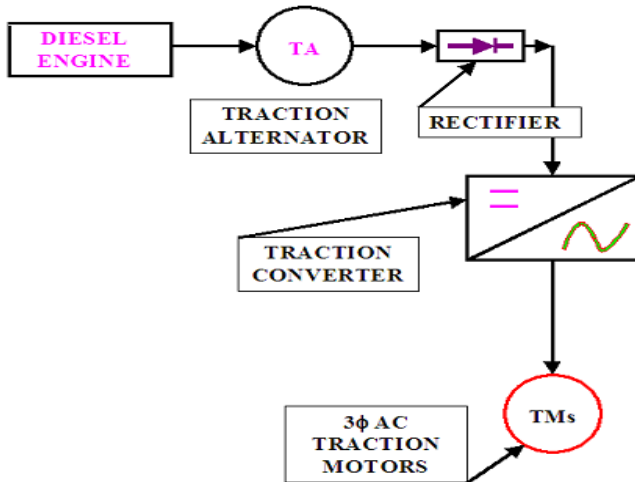 DIESEL
ENGINE
TA
TRACTION
ALTERNATOR
RECTIFIER
TRACTION
CONVERTER
3ϕ AC
TRACTION
MOTORS
TMs